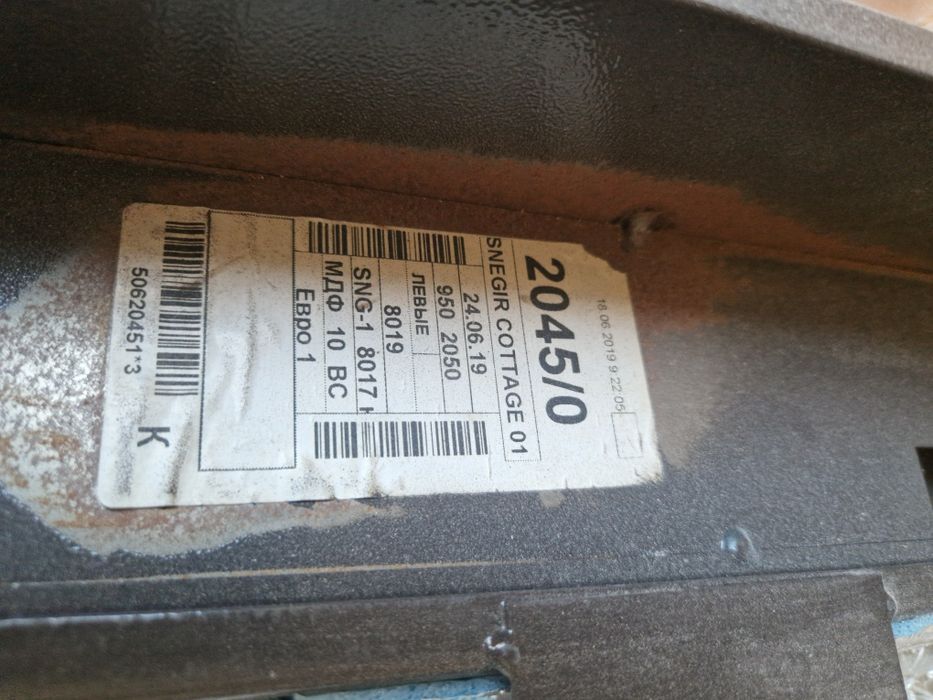 18 06 2019 9 22 05
2045/0
SNEGIR COTTAGE 01
24.06.19
950 2050
левые
8019
SNG-1 8017
МДФ 10 ВС
Евро 1
5062045113
К